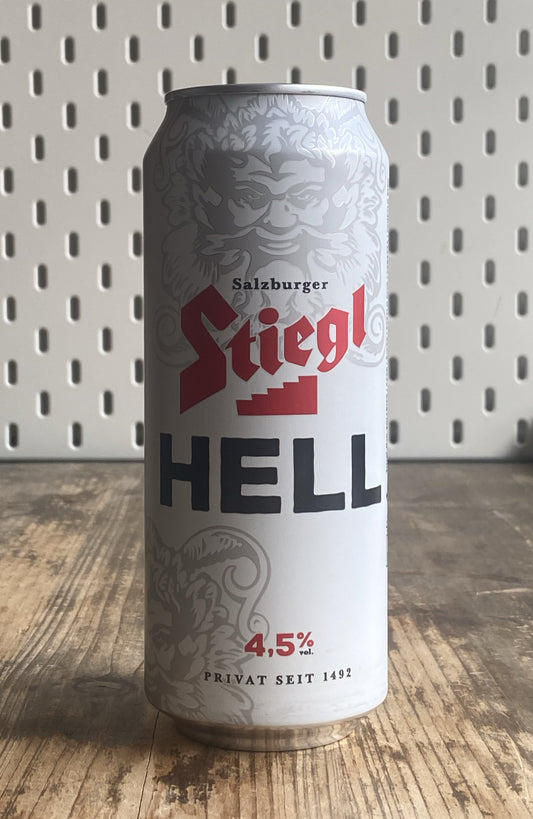 Salzburger
Stiegl
HELL
4,5% vol.
PRIVAT SEIT 1492